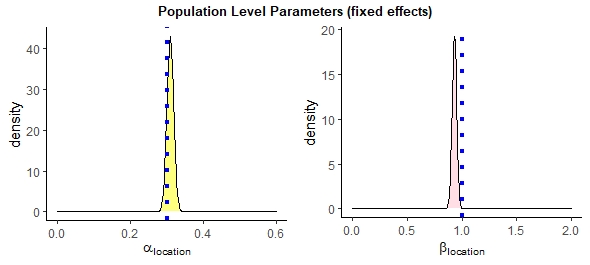 Population Level Parameters (fixed effects)
density
40
30
20
10
0
0.0 0.2 0.4 0.6
αlocation
density
20
15
10
5
0
0.0 0.5 1.0 1.5 2.0
βlocation